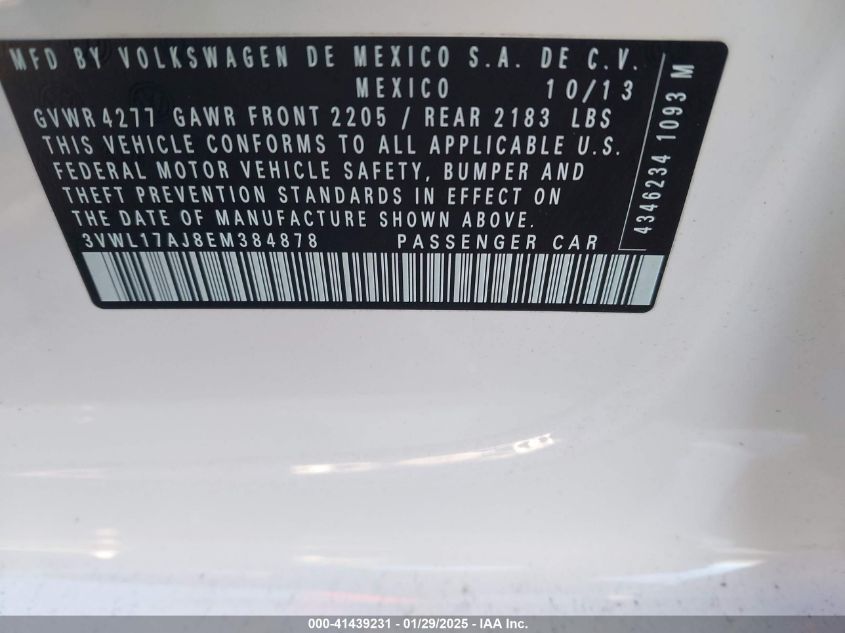 MFD BY VOLKSWAGEN DE MEXICO S.A. DE C.V.
MEXICO 10/13
GVWR 4277 GAWR FRONT 2205 / REAR 2183 LBS
THIS VEHICLE CONFORMS TO ALL APPLICABLE U.S.
FEDERAL MOTOR VEHICLE SAFETY, BUMPER AND
THEFT PREVENTION STANDARDS IN EFFECT ON
THE DATE OF MANUFACTURE SHOWN ABOVE.
3VWL17AJ8EM384878 PASSENGER CAR
4346234 1093 M
000-41439231 - 01/29/2025 - IAA Inc.